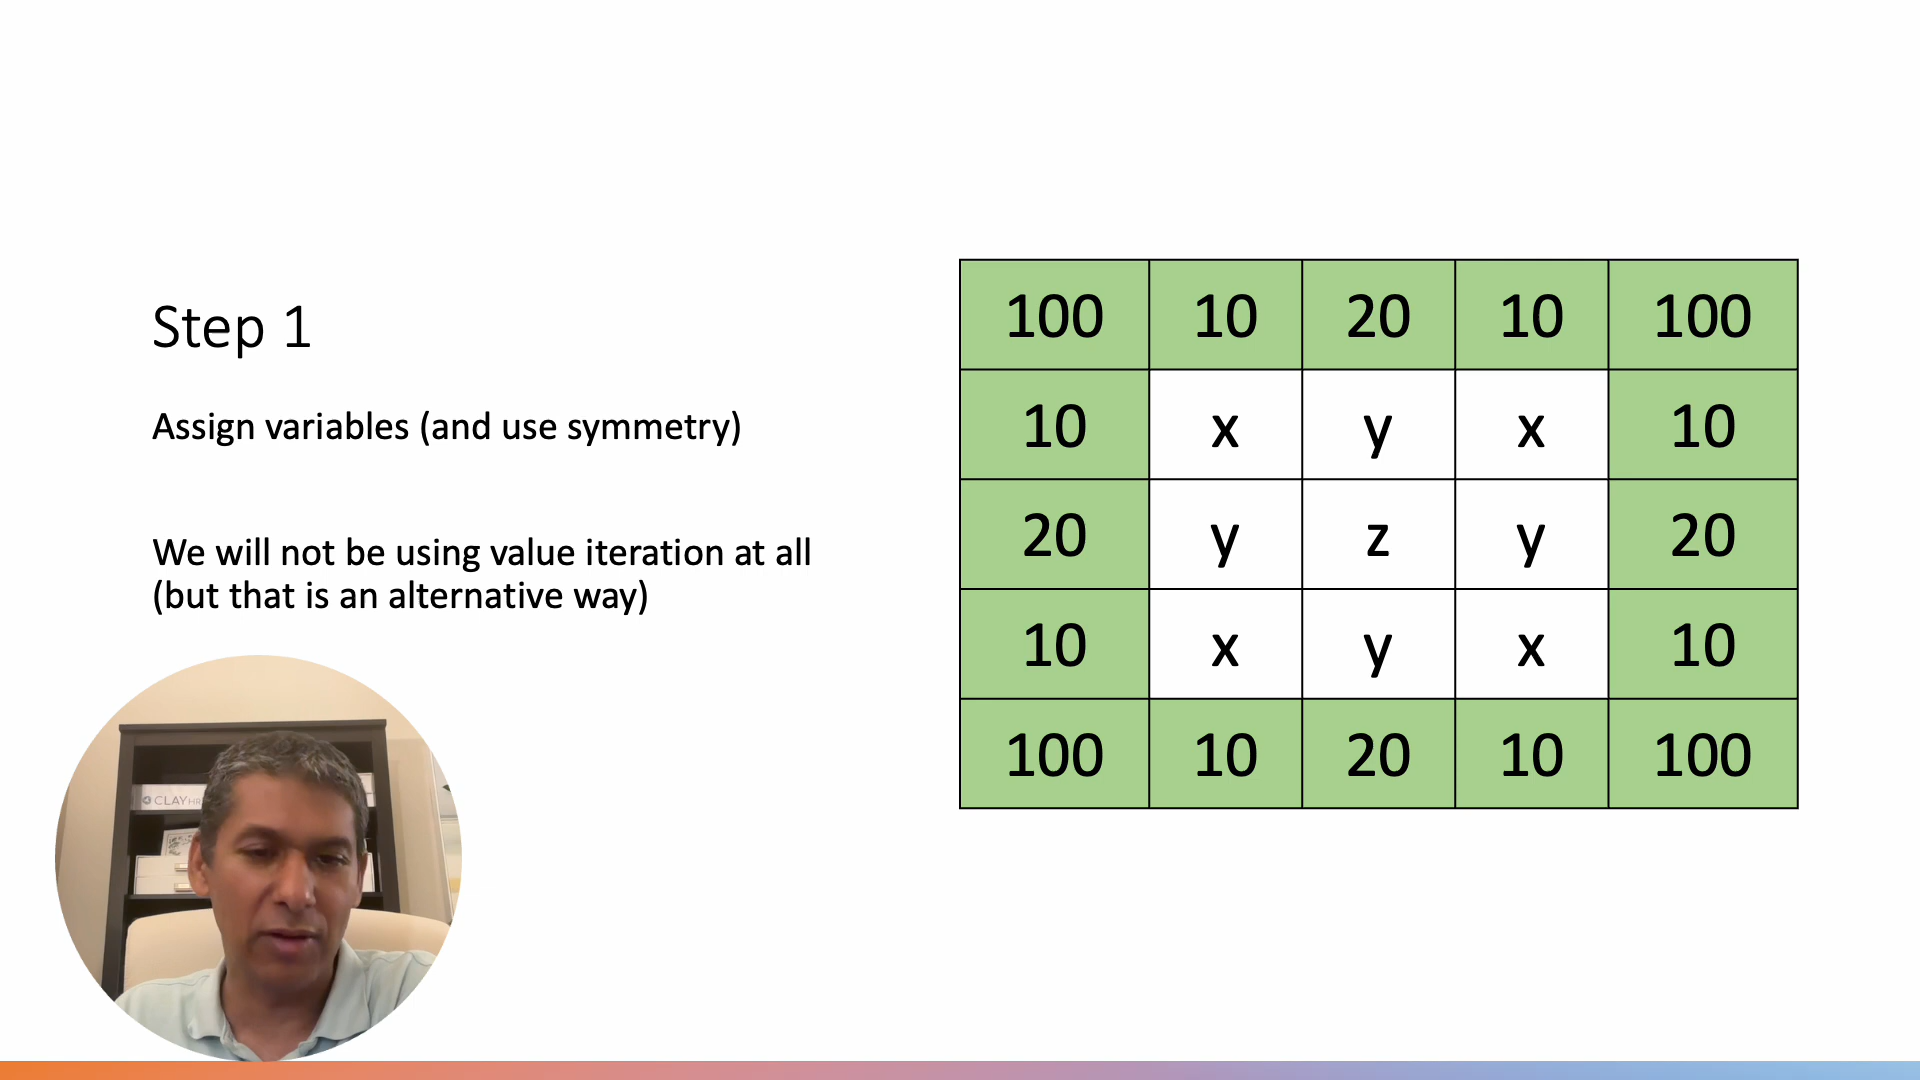 Step 1
Assign variables (and use symmetry)
We will not be using value iteration at all
(but that is an alternative way)
100 10 20 10 100
10 x y x 10
20 y z y 20
10 x y x 10
100 10 20 10 100
CLAY